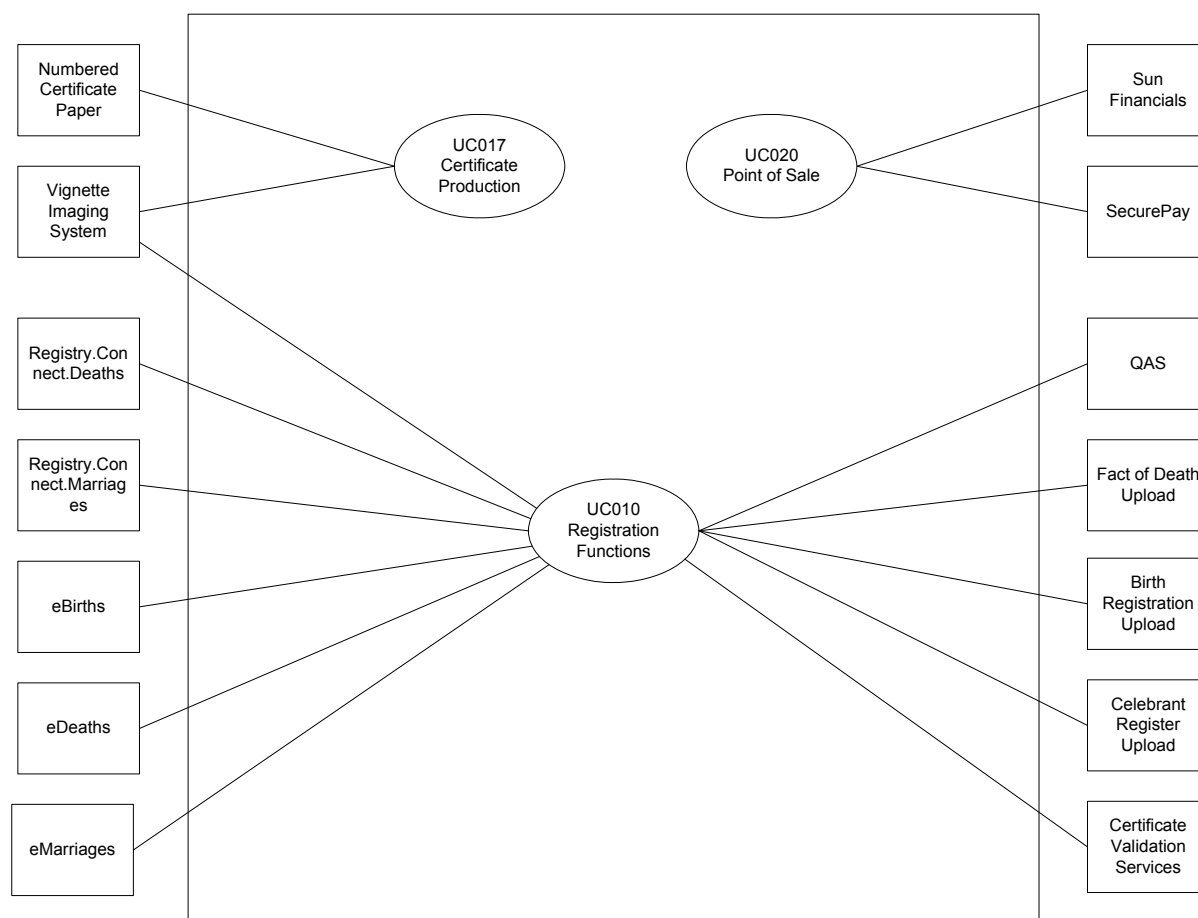 Numbered
Certificate
Paper
Sun
Financials
UC017
Certificate
Production
UC020
Point of Sale
Vignette
Imaging
System
SecurePay
Registry.Con
nect.Deaths
QAS
Registry.Con
nect.Marriag
es
Fact of Death
Upload
UC010
Registration
Functions
eBirths
Birth
Registration
Upload
eDeaths
Celebrant
Register
Upload
eMarriages
Certificate
Validation
Services